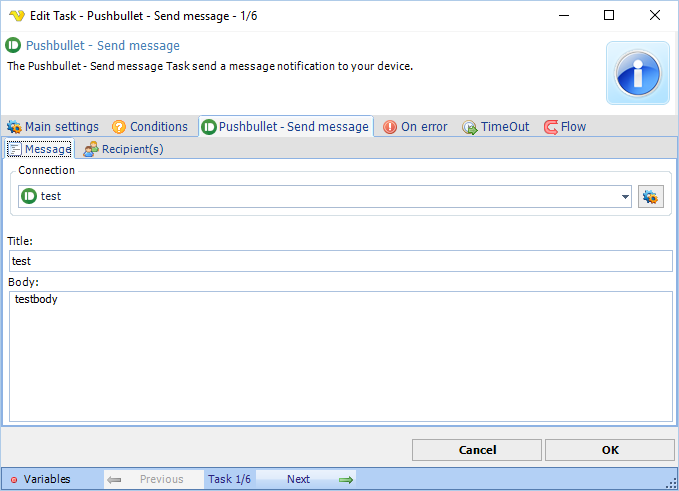 Edit Task - Pushbullet - Send message - 1/6
Pushbullet - Send message
The Pushbullet - Send message Task send a message notification to your device.
Main settings Conditions Pushbullet - Send message On error TimeOut Flow
Message Recipient(s)
Connection
test
Title:
test
Body:
testbody
Cancel OK
Variables Previous Task 1/6 Next